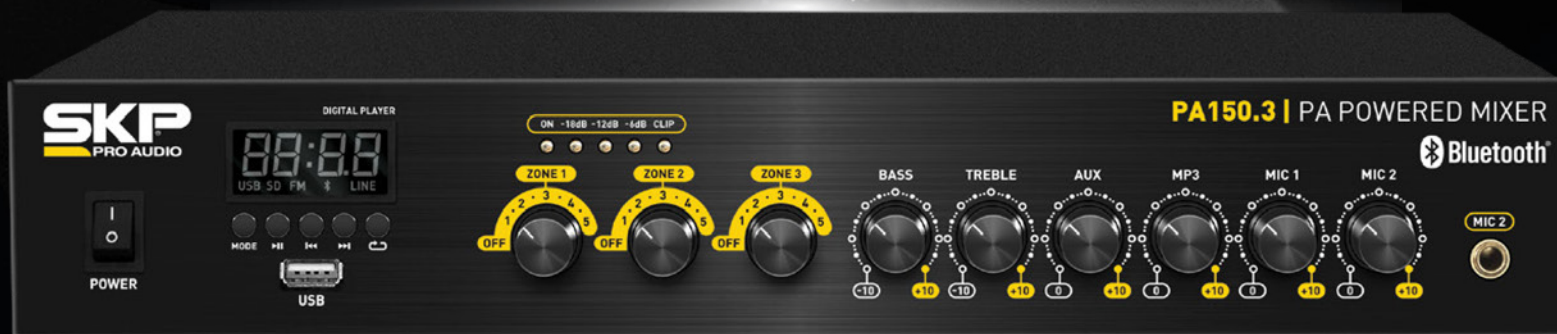 SKP
PRO AUDIO
DIGITAL PLAYER
88:88
USB SD FM LINE
MODE
POWER
USB
ON -18dB -12dB -6dB CLIP
ZONE 1
OFF 1 2 3 4 5
ZONE 2
OFF 1 2 3 4 5
ZONE 3
OFF 1 2 3 4 5
PA150.3 | PA POWERED MIXER
Bluetooth®
BASS TREBLE AUX MP3 MIC 1 MIC 2
-10 +10 -10 +10 0 +10 0 +10 0 +10 0 +10
MIC 2